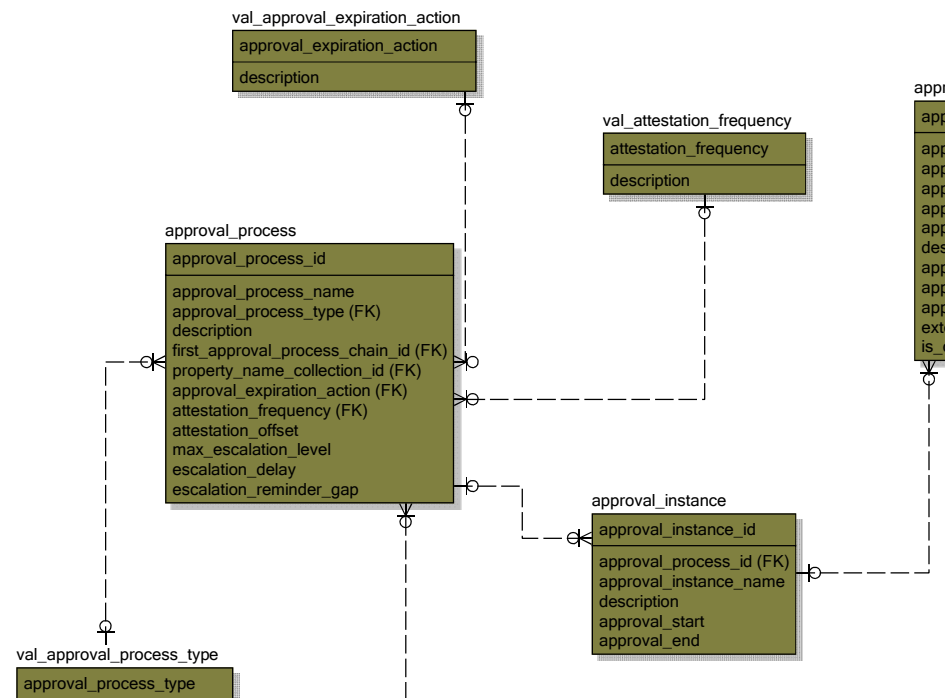 val_approval_expiration_action
approval_expiration_action
description
val_attestation_frequency
attestation_frequency
description
approval_process
approval_process_id
approval_process_name
approval_process_type (FK)
description
first_approval_process_chain_id (FK)
property_name_collection_id (FK)
approval_expiration_action (FK)
attestation_frequency (FK)
attestation_offset
max_escalation_level
escalation_delay
escalation_reminder_gap
approval_instance
approval_instance_id
approval_process_id (FK)
approval_instance_name
description
approval_start
approval_end
val_approval_process_type
approval_process_type